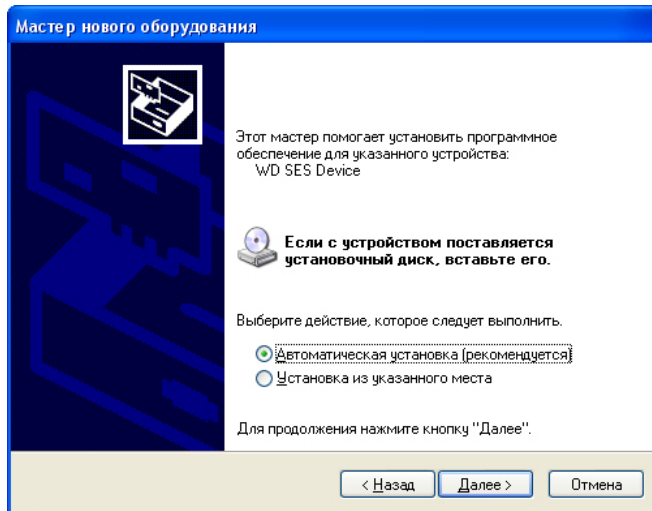 Мастер нового оборудования
Этот мастер помогает установить программное
обеспечение для указанного устройства:
WD SES Device
Если с устройством поставляется
установочный диск, вставьте его.
Выберите действие, которое следует выполнить.
Автоматическая установка (рекомендуется)
Установка из указанного места
Для продолжения нажмите кнопку "Далее".
< Назад
Далее >
Отмена